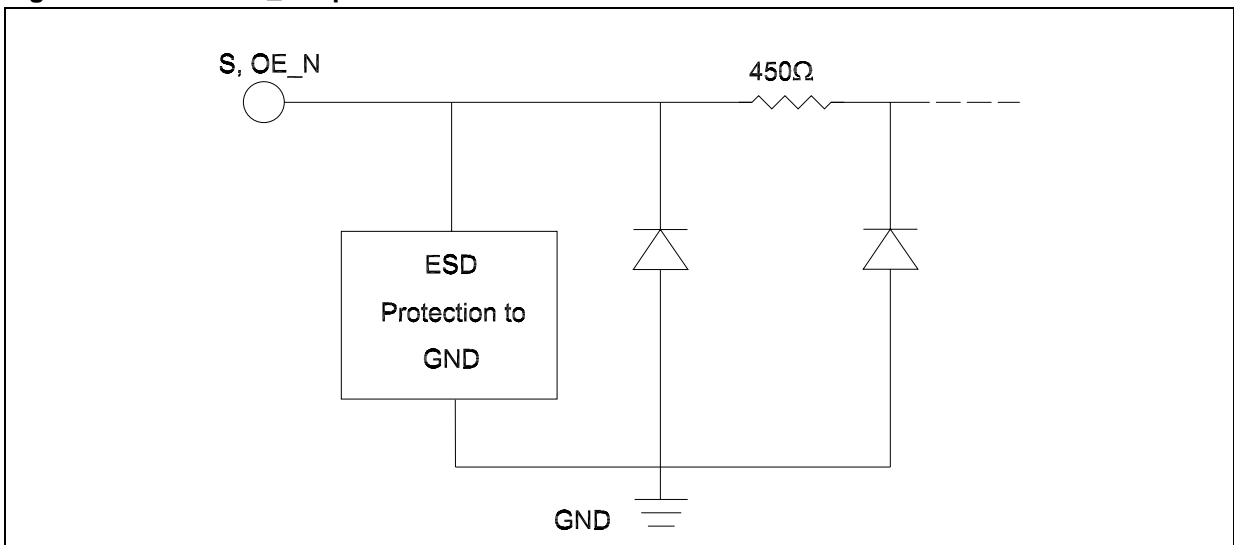 S, OE_N
450Ω
ESD
Protection to
GND
GND